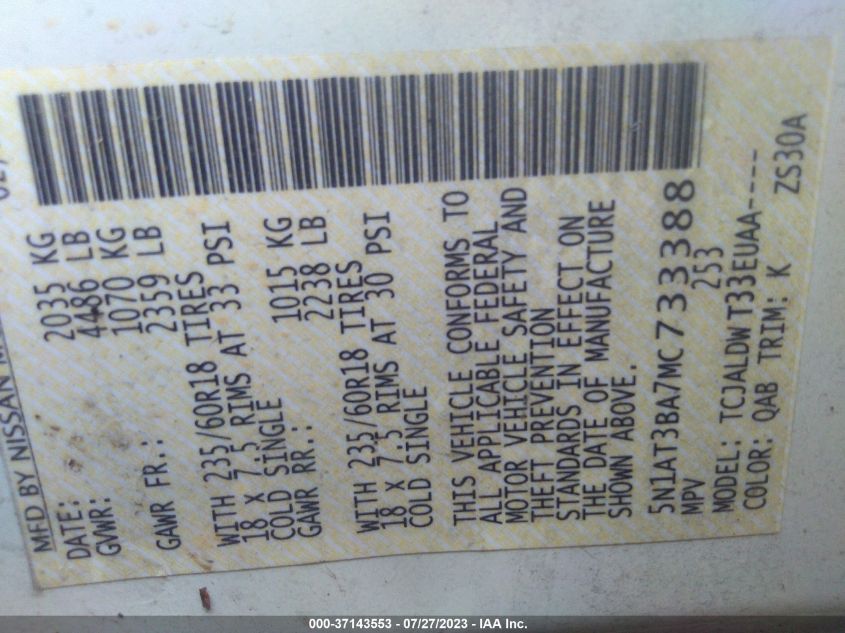 MFD BY NISSAN
DATE:
GVWR: 2035 KG
4486 LB
GAWR FR.: 1070 KG
2359 LB
WITH 235/60R18 TIRES
18 X 7.5 RIMS AT 33 PSI
COLD SINGLE
GAWR RR.: 1015 KG
2238 LB
WITH 235/60R18 TIRES
18 X 7.5 RIMS AT 30 PSI
COLD SINGLE
THIS VEHICLE CONFORMS TO
ALL APPLICABLE FEDERAL
MOTOR VEHICLE SAFETY AND
THEFT PREVENTION
STANDARDS IN EFFECT ON
THE DATE OF MANUFACTURE
SHOWN ABOVE.
5N1AT3BA7MC733388
MPV 253
MODEL: TCJALDWT33EUAA----
COLOR: QAB TRIM: K ZS30A
000-37143553 - 07/27/2023 - IAA Inc.